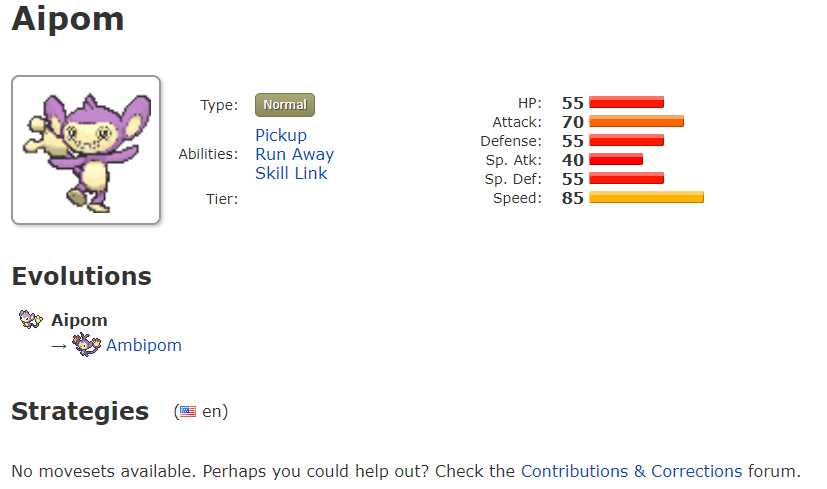 Aipom
Type: Normal
Abilities: Pickup
Run Away
Skill Link
Tier:
HP: 55
Attack: 70
Defense: 55
Sp. Atk: 40
Sp. Def: 55
Speed: 85
Evolutions
Aipom
→ Ambipom
Strategies (en)
No movesets available. Perhaps you could help out? Check the Contributions & Corrections forum.